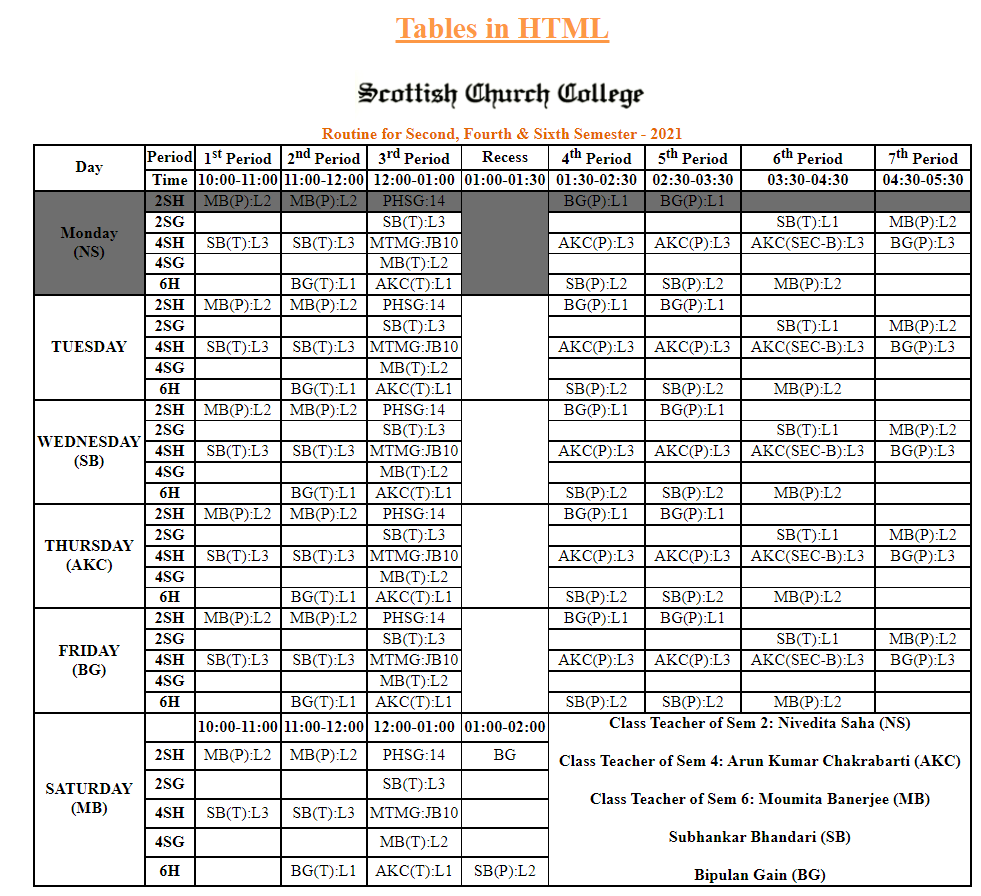 Tables in HTML
Scottish Church College
Routine for Second, Fourth & Sixth Semester - 2021
Day Period 1st Period 2nd Period 3rd Period Recess 4th Period 5th Period 6th Period 7th Period
Time 10:00-11:00 11:00-12:00 12:00-01:00 01:00-01:30 01:30-02:30 02:30-03:30 03:30-04:30 04:30-05:30
Monday
(NS)
2SH MB(P):L2 MB(P):L2 PHSG:14 BG(P):L1 BG(P):L1
2SG SB(T):L3 SB(T):L1 MB(P):L2
4SH SB(T):L3 SB(T):L3 MTMG:JB10 AKC(P):L3 AKC(P):L3 AKC(SEC-B):L3 BG(P):L3
4SG MB(T):L2
6H BG(T):L1 AKC(T):L1 SB(P):L2 SB(P):L2 MB(P):L2
TUESDAY
2SH MB(P):L2 MB(P):L2 PHSG:14 BG(P):L1 BG(P):L1
2SG SB(T):L3 SB(T):L1 MB(P):L2
4SH SB(T):L3 SB(T):L3 MTMG:JB10 AKC(P):L3 AKC(P):L3 AKC(SEC-B):L3 BG(P):L3
4SG MB(T):L2
6H BG(T):L1 AKC(T):L1 SB(P):L2 SB(P):L2 MB(P):L2
WEDNESDAY
(SB)
2SH MB(P):L2 MB(P):L2 PHSG:14 BG(P):L1 BG(P):L1
2SG SB(T):L3 SB(T):L1 MB(P):L2
4SH SB(T):L3 SB(T):L3 MTMG:JB10 AKC(P):L3 AKC(P):L3 AKC(SEC-B):L3 BG(P):L3
4SG MB(T):L2
6H BG(T):L1 AKC(T):L1 SB(P):L2 SB(P):L2 MB(P):L2
THURSDAY
(AKC)
2SH MB(P):L2 MB(P):L2 PHSG:14 BG(P):L1 BG(P):L1
2SG SB(T):L3 SB(T):L1 MB(P):L2
4SH SB(T):L3 SB(T):L3 MTMG:JB10 AKC(P):L3 AKC(P):L3 AKC(SEC-B):L3 BG(P):L3
4SG MB(T):L2
6H BG(T):L1 AKC(T):L1 SB(P):L2 SB(P):L2 MB(P):L2
FRIDAY
(BG)
2SH MB(P):L2 MB(P):L2 PHSG:14 BG(P):L1 BG(P):L1
2SG SB(T):L3 SB(T):L1 MB(P):L2
4SH SB(T):L3 SB(T):L3 MTMG:JB10 AKC(P):L3 AKC(P):L3 AKC(SEC-B):L3 BG(P):L3
4SG MB(T):L2
6H BG(T):L1 AKC(T):L1 SB(P):L2 SB(P):L2 MB(P):L2
SATURDAY
(MB)
10:00-11:00 11:00-12:00 12:00-01:00 01:00-02:00
2SH MB(P):L2 MB(P):L2 PHSG:14 BG
2SG SB(T):L3
4SH SB(T):L3 SB(T):L3 MTMG:JB10
4SG MB(T):L2
6H BG(T):L1 AKC(T):L1 SB(P):L2
Class Teacher of Sem 2: Nivedita Saha (NS)
Class Teacher of Sem 4: Arun Kumar Chakrabarti (AKC)
Class Teacher of Sem 6: Moumita Banerjee (MB)
Subhankar Bhandari (SB)
Bipulan Gain (BG)